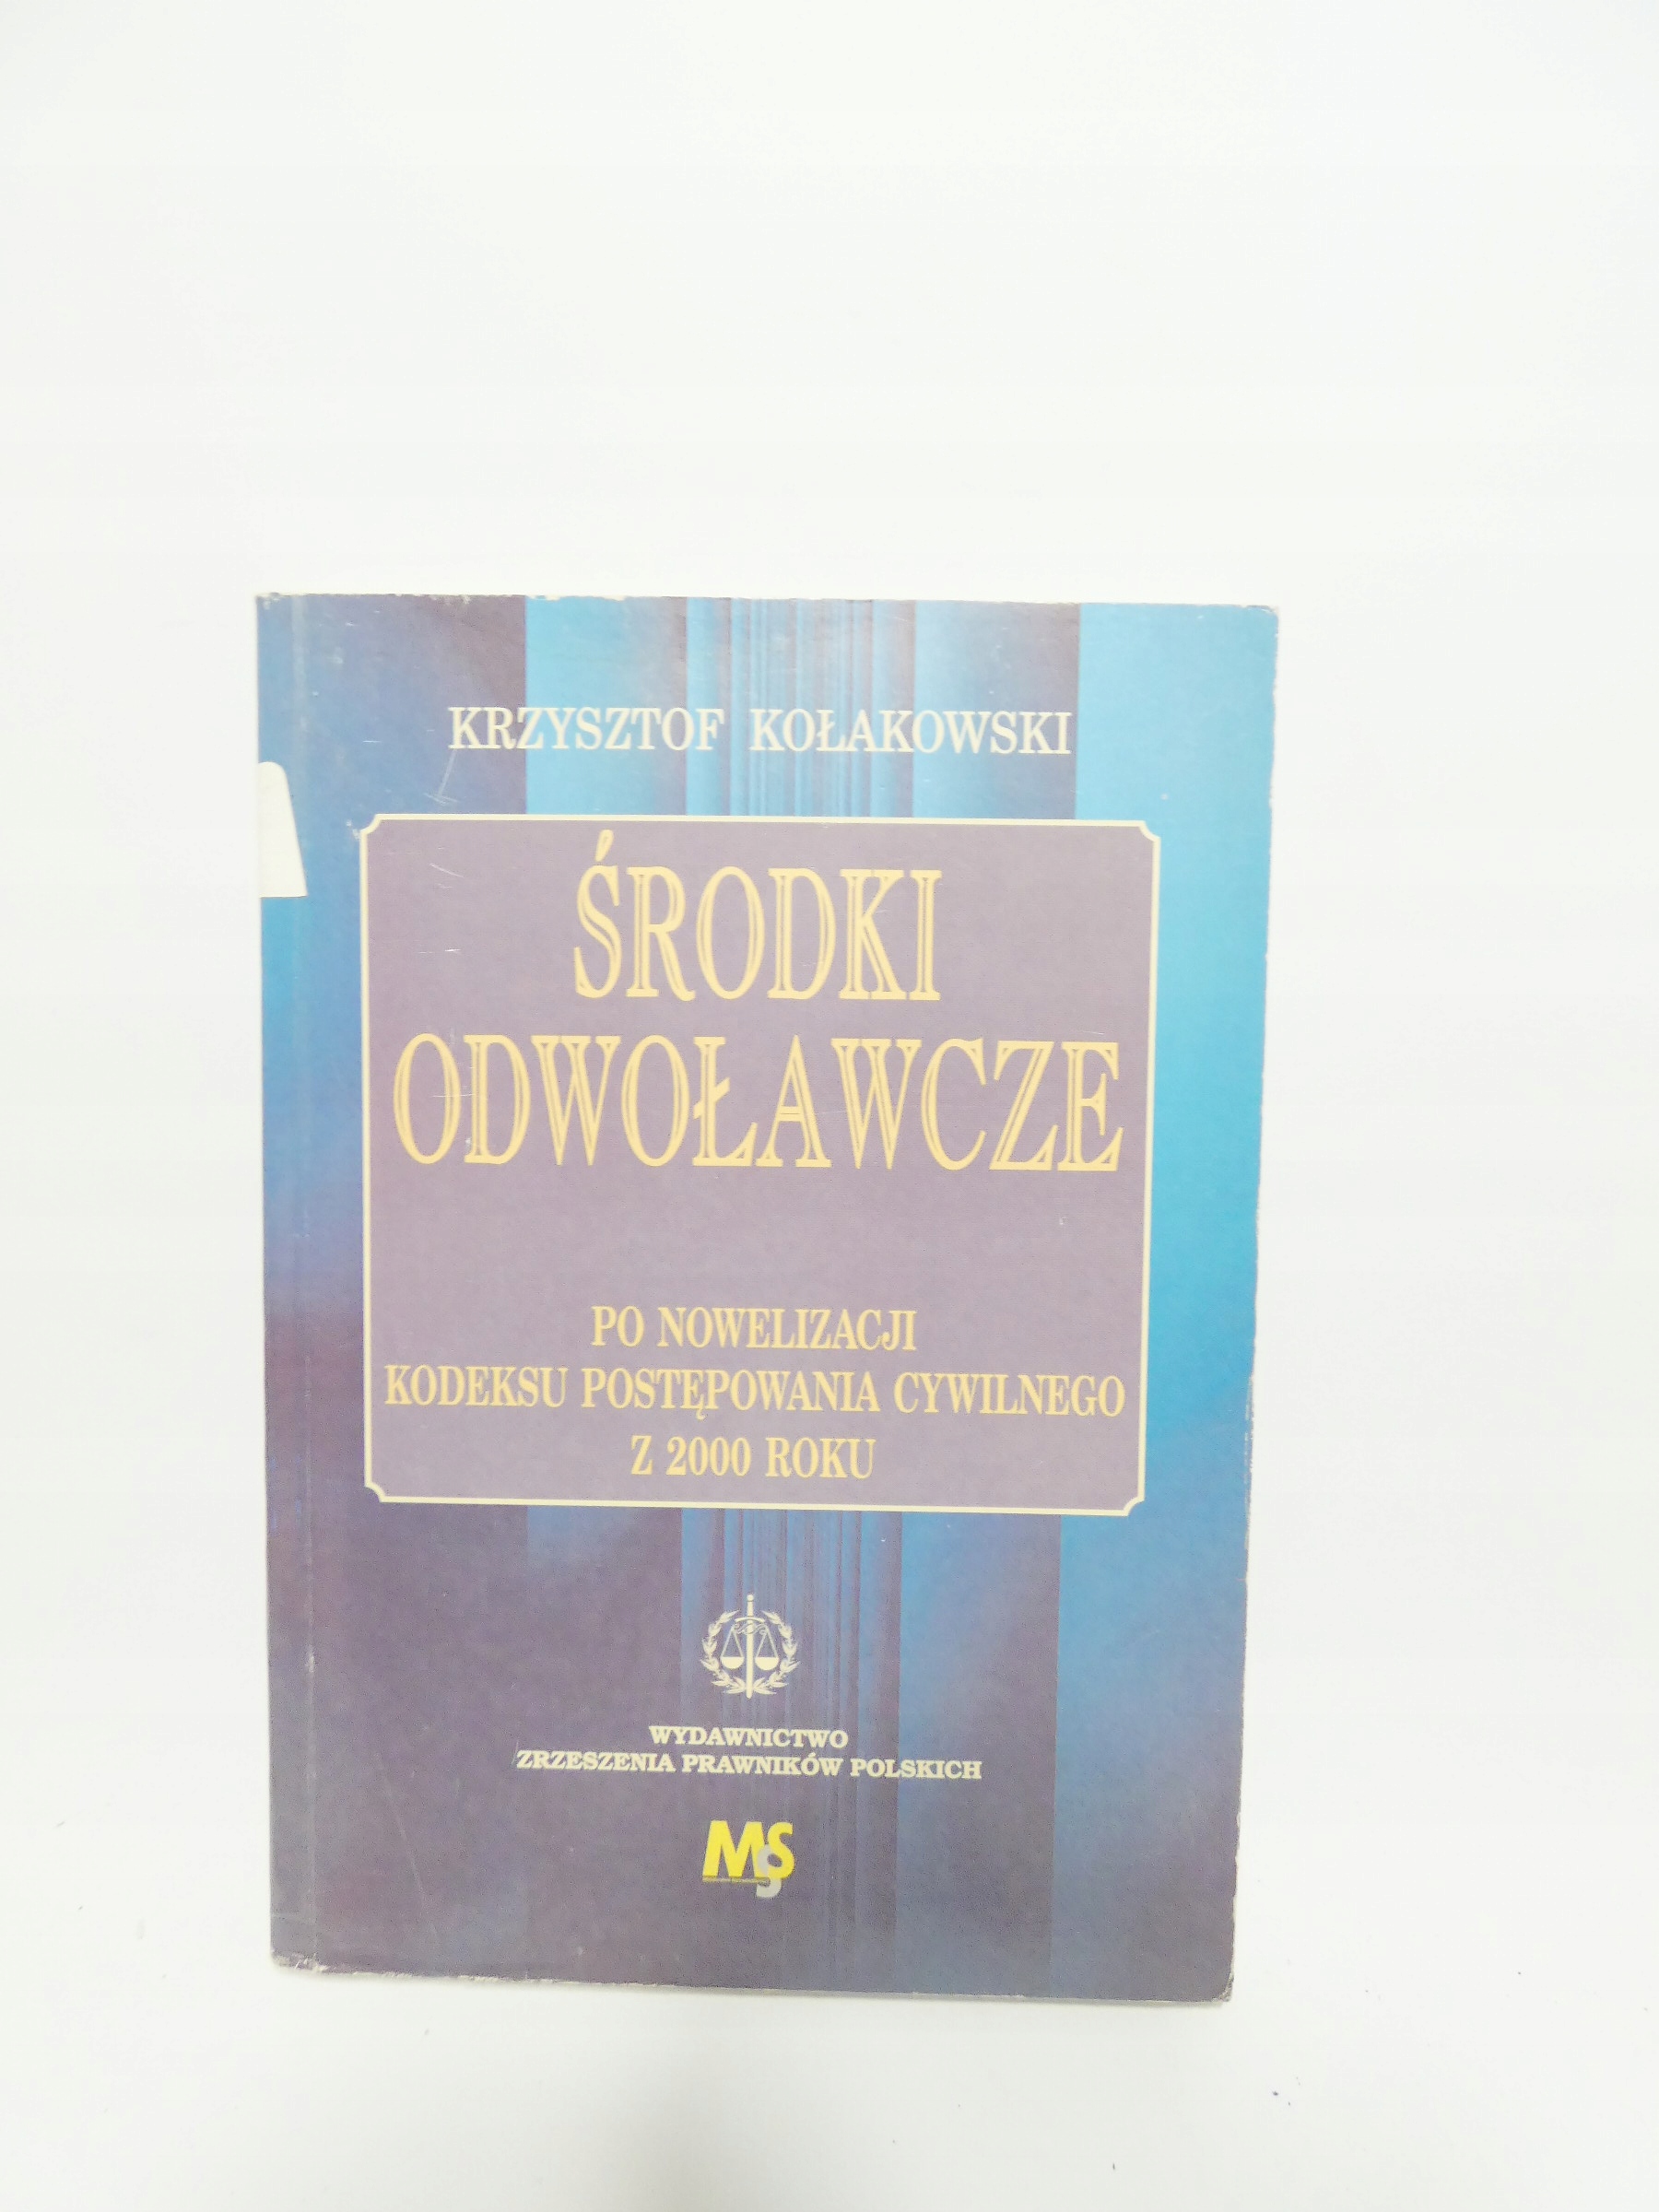 KRZYSZTOF KOŁAKOWSKI
ŚRODKI
ODWOŁAWCZE
PO NOWELIZACJI
KODEKSU POSTĘPOWANIA CYWILNEGO
Z 2000 ROKU
WYDAWNICTWO
ZRZESZENIA PRAWNIKÓW POLSKICH
MS